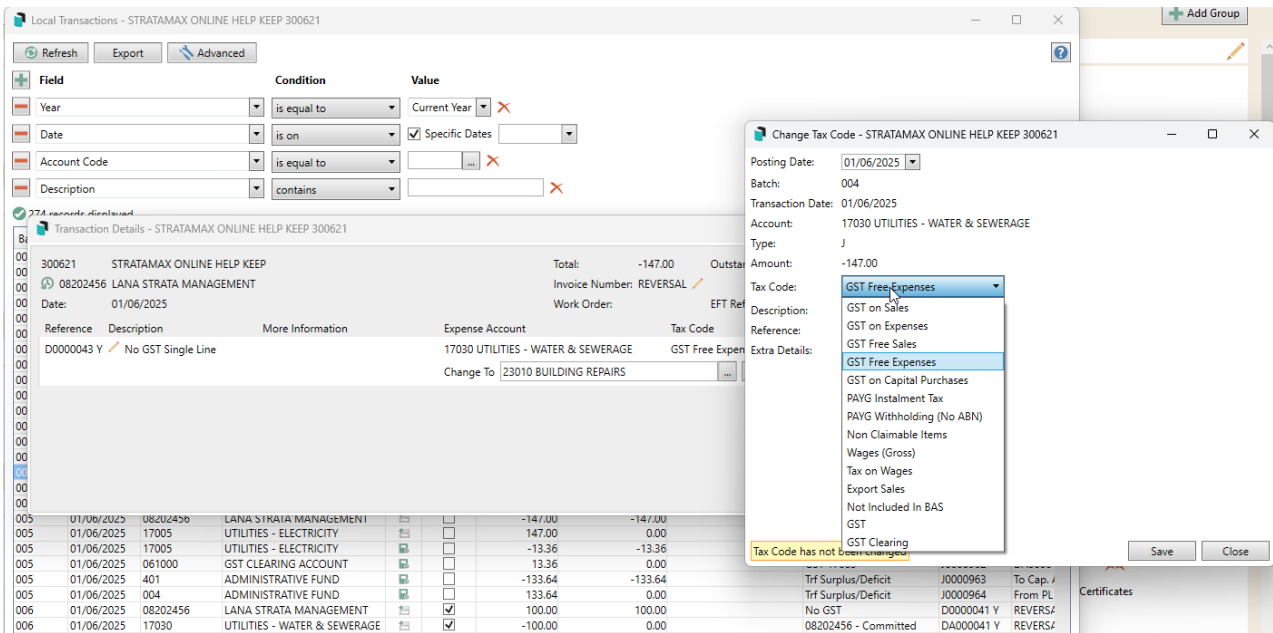 Local Transactions - STRATAMAX ONLINE HELP KEEP 300621
Add Group
Refresh Export Advanced
Field Condition Value
Year is equal to Current Year
Date is on Specific Dates
Account Code is equal to ...
Description contains
274 records displayed
Transaction Details - STRATAMAX ONLINE HELP KEEP 300621
300621 STRATAMAX ONLINE HELP KEEP Total: -147.00
08202456 LANA STRATA MANAGEMENT Invoice Number: REVERSAL
Date: 01/06/2025 Work Order:
Reference Description More Information Expense Account Tax Code
D0000043 Y No GST Single Line 17030 UTILITIES - WATER & SEWERAGE GST Free Expen
Change To 23010 BUILDING REPAIRS ...
Change Tax Code - STRATAMAX ONLINE HELP KEEP 300621
Posting Date: 01/06/2025
Batch: 004
Transaction Date: 01/06/2025
Account: 17030 UTILITIES - WATER & SEWERAGE
Type: J
Amount: -147.00
Tax Code: GST Free Expenses
Description:
Reference:
Extra Details:
GST on Sales
GST on Expenses
GST Free Sales
GST Free Expenses
GST on Capital Purchases
PAYG Instalment Tax
PAYG Withholding (No ABN)
Non Claimable Items
Wages (Gross)
Tax on Wages
Export Sales
Not Included In BAS
GST
GST Clearing
Tax Code has not been changed
Save Close
005 01/06/2025 08202456 LANA STRATA MANAGEMENT -147.00 -147.00
005 01/06/2025 17005 UTILITIES - ELECTRICITY 147.00 0.00
005 01/06/2025 17005 UTILITIES - ELECTRICITY -13.36 -13.36
005 01/06/2025 061000 GST CLEARING ACCOUNT 13.36 0.00
005 01/06/2025 401 ADMINISTRATIVE FUND -133.64 -133.64 Trf Surplus/Deficit J0000963 To Cap. A
005 01/06/2025 004 ADMINISTRATIVE FUND 133.64 0.00 Trf Surplus/Deficit J0000964 From PL
006 01/06/2025 08202456 LANA STRATA MANAGEMENT 100.00 100.00 No GST D0000041 Y REVERSA
006 01/06/2025 17030 UTILITIES - WATER & SEWERAGE -100.00 0.00 08202456 - Committed DA000041 Y REVERSA
Certificates